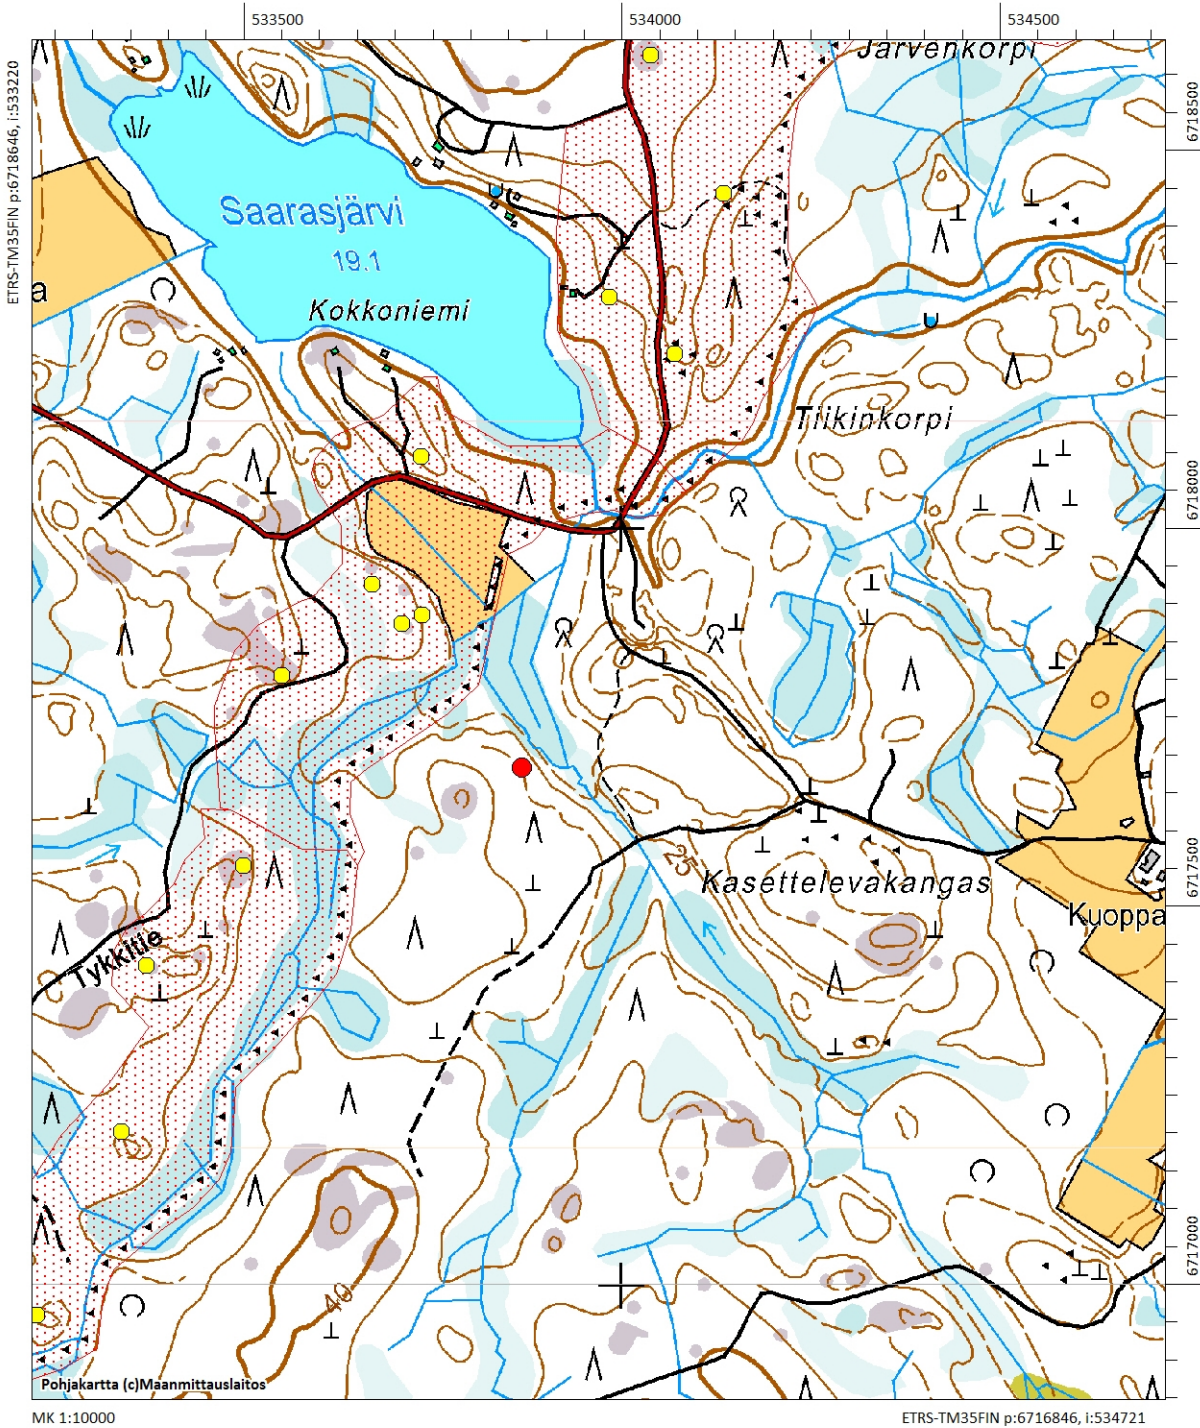 533500
534000
534500
ETRS-TM35FIN p:6718646, i:533220
Järvenkorpi
6718500
Saarasjärvi
19.1
a
Kokkoniemi
Tiikinkorpi
6718000
25
6717500
Kasettelevakangas
Kuoppa
Tykkitie
6717000
40
Pohjakartta (c)Maanmittauslaitos
MK 1:10000
ETRS-TM35FIN p:6716846, i:534721